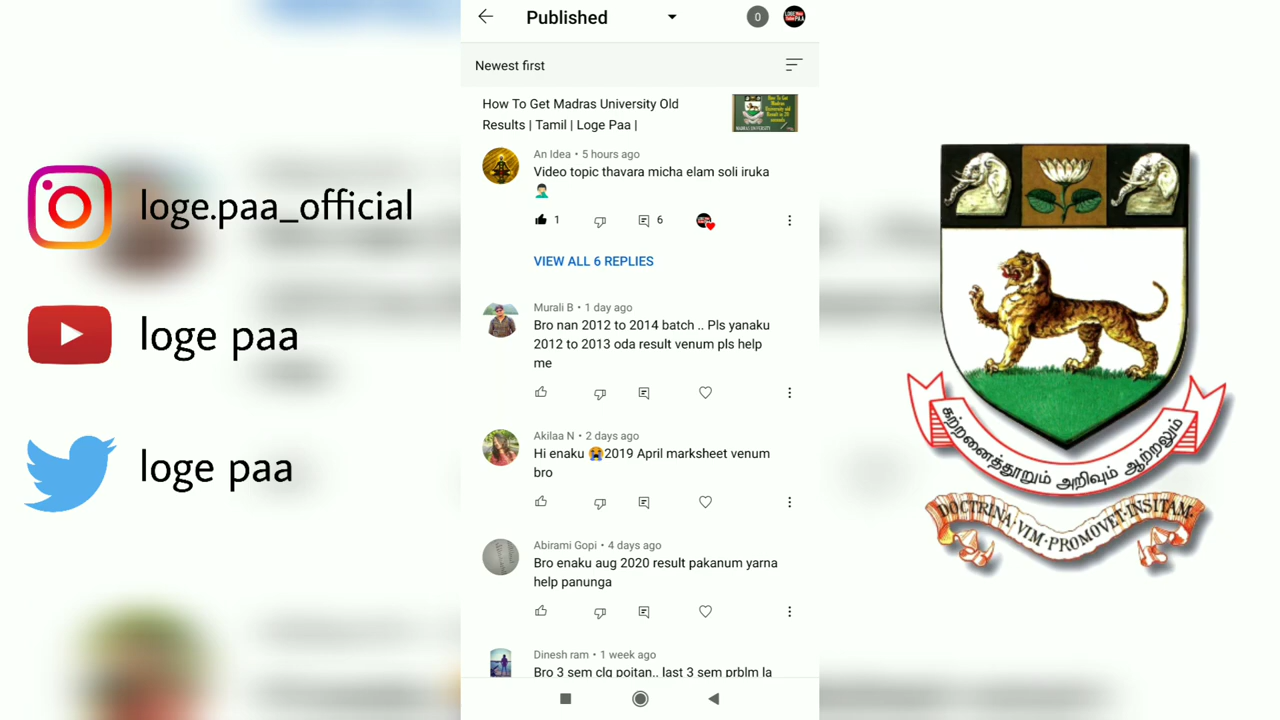 loge.paa_official
loge paa
loge paa
Published
0
Newest first
How To Get Madras University Old
Results | Tamil | Loge Paa |
An Idea • 5 hours ago
Video topic thavara micha elam soli iruka
🤦🏻‍♂️
1
6
VIEW ALL 6 REPLIES
Murali B • 1 day ago
Bro nan 2012 to 2014 batch .. Pls yanaku
2012 to 2013 oda result venum pls help
me
Akilaa N • 2 days ago
Hi enaku 😭2019 April marksheet venum
bro
Abirami Gopi • 4 days ago
Bro enaku aug 2020 result pakanum yarna
help panunga
Dinesh ram • 1 week ago
Bro 3 sem clg poitan.. last 3 sem prblm la
கற்றனைத்தூறும் அறிவும் ஆற்றலும்
DOCTRINA·VIM·PROMOVET·INSITAM·